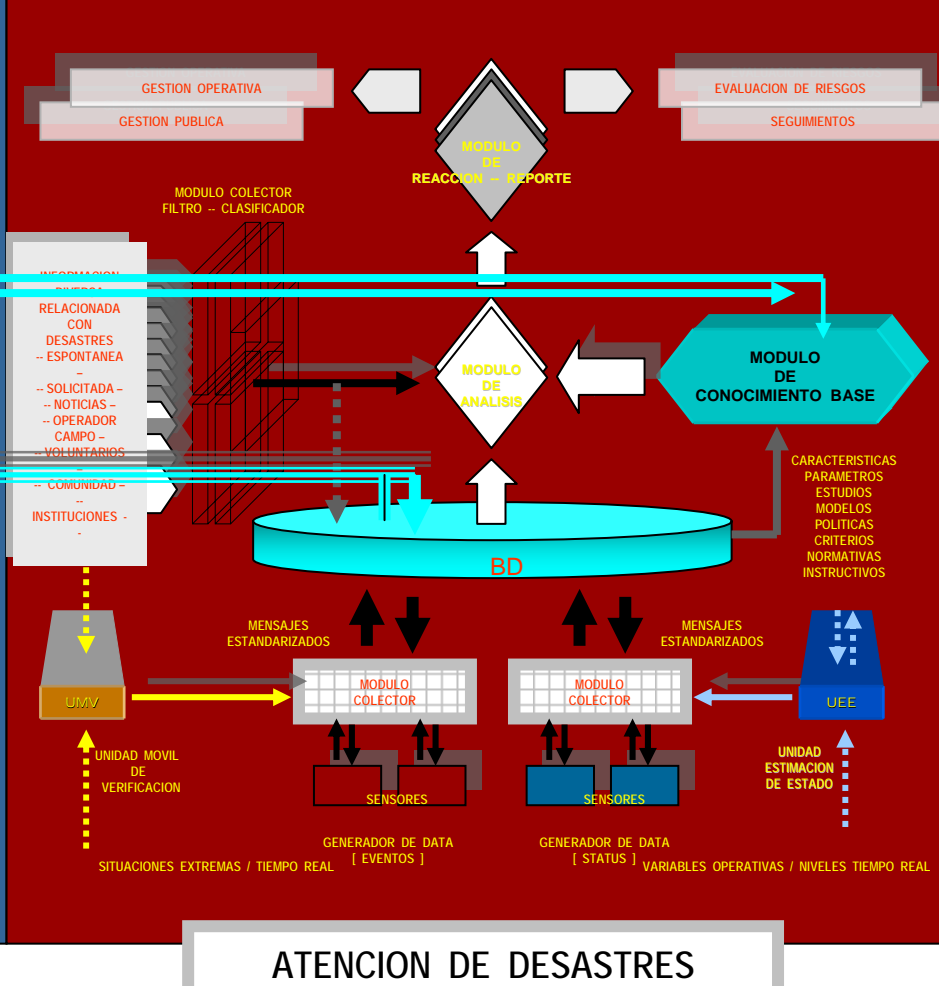 GESTION OPERATIVA
GESTION PUBLICA
EVALUACION DE RIESGOS
SEGUIMIENTOS
MODULO
DE
REACCION -- REPORTE
MODULO COLECTOR
FILTRO -- CLASIFICADOR
INFORMACION
DIVERSA
RELACIONADA
CON
DESASTRES
-- ESPONTANEA
–
-- SOLICITADA –
-- NOTICIAS –
-- OPERADOR
CAMPO –
-- VOLUNTARIOS
–
-- COMUNIDAD –
--
INSTITUCIONES -
-
MODULO
DE
ANALISIS
MODULO
DE
CONOCIMIENTO BASE
CARACTERISTICAS
PARAMETROS
ESTUDIOS
MODELOS
POLITICAS
CRITERIOS
NORMATIVAS
INSTRUCTIVOS
BD
MENSAJES
ESTANDARIZADOS
MENSAJES
ESTANDARIZADOS
UMV
MODULO
COLECTOR
MODULO
COLECTOR
UEE
UNIDAD MOVIL
DE
VERIFICACION
UNIDAD
ESTIMACION
DE ESTADO
SENSORES
SENSORES
GENERADOR DE DATA
[ EVENTOS ]
GENERADOR DE DATA
[ STATUS ]
SITUACIONES EXTREMAS / TIEMPO REAL
VARIABLES OPERATIVAS / NIVELES TIEMPO REAL
ATENCION DE DESASTRES